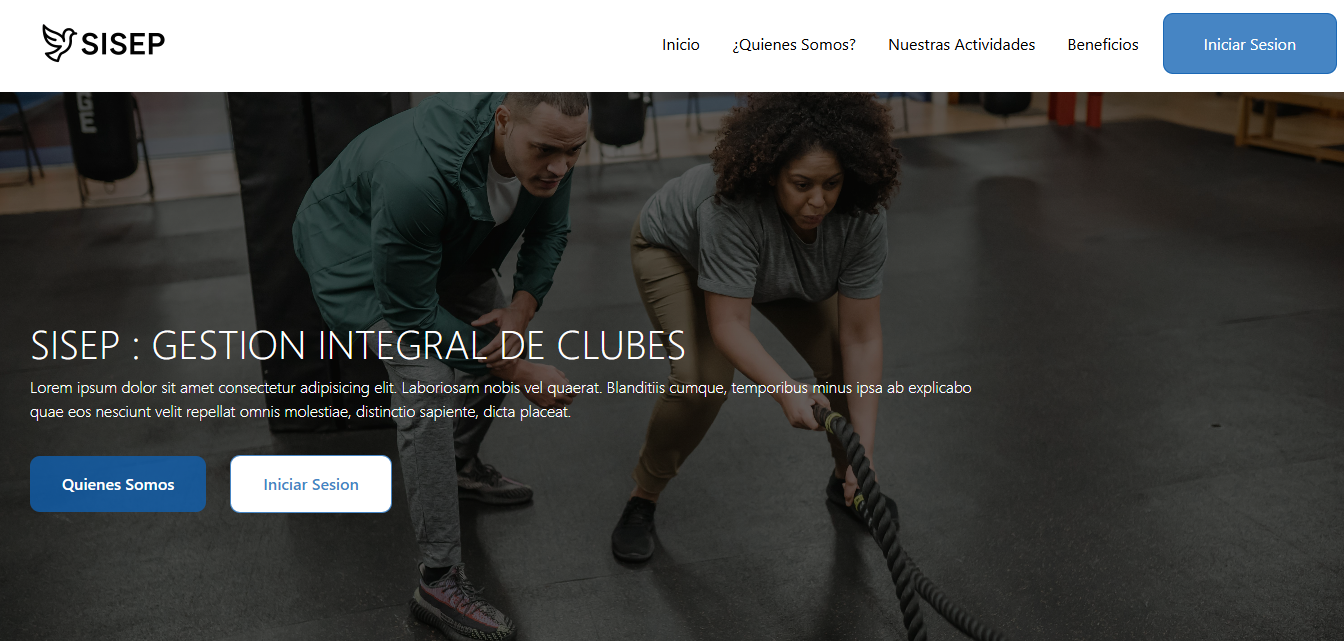 SISEP
Inicio
¿Quienes Somos?
Nuestras Actividades
Beneficios
Iniciar Sesion
SISEP : GESTION INTEGRAL DE CLUBES
Lorem ipsum dolor sit amet consectetur adipisicing elit. Laboriosam nobis vel quaerat. Blanditiis cumque, temporibus minus ipsa ab explicabo
quae eos nesciunt velit repellat omnis molestiae, distinctio sapiente, dicta placeat.
Quienes Somos
Iniciar Sesion